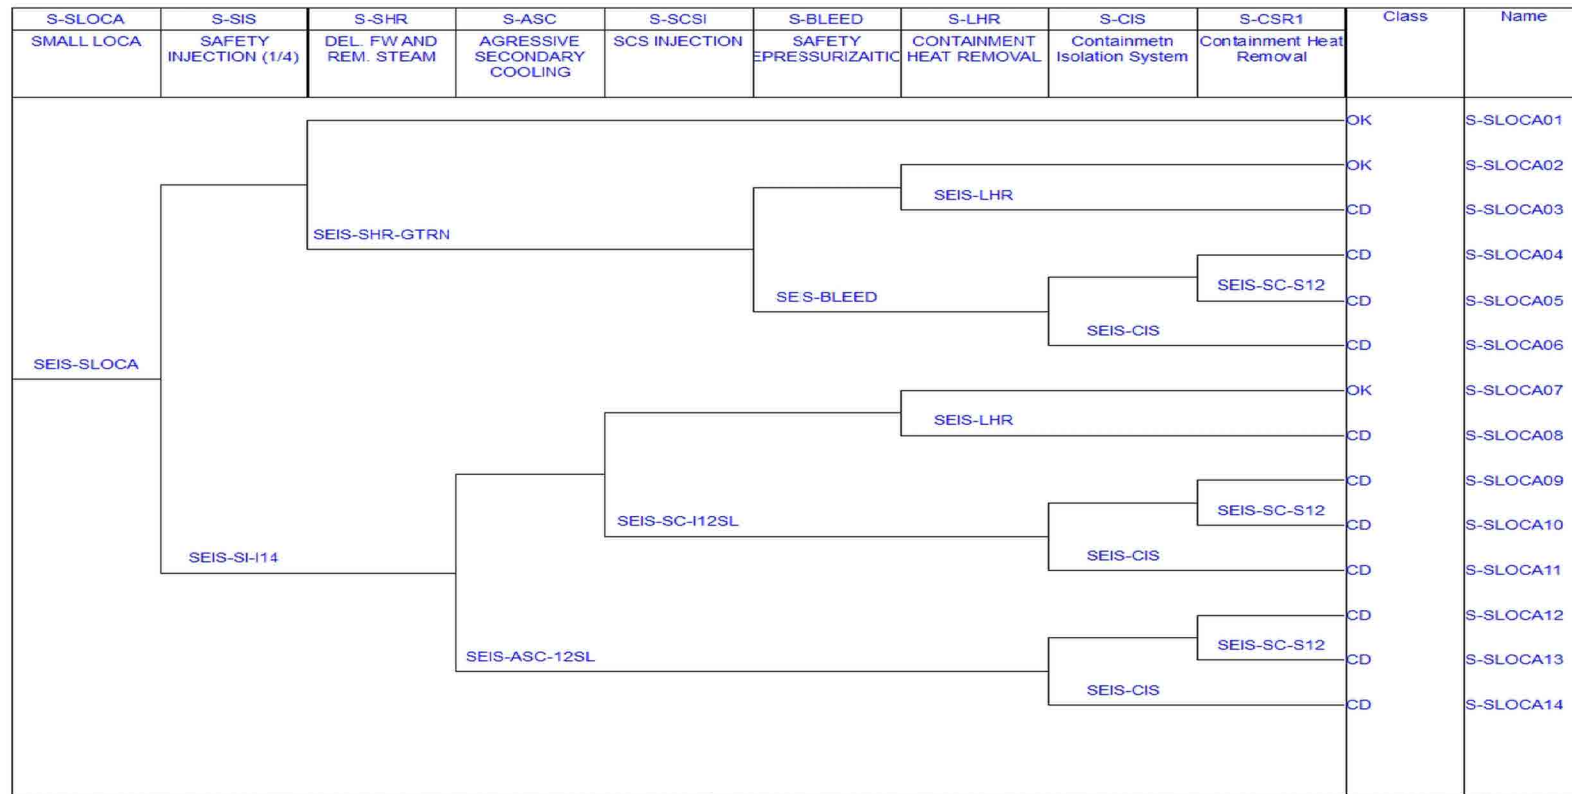 S-SLOCA S-SIS S-SHR S-ASC S-SCSI S-BLEED S-LHR S-CIS S-CSR1 Class Name
SMALL LOCA SAFETY DEL. FW AND AGRESSIVE SCS INJECTION SAFETY CONTAINMENT Containmetn Containment Heat
INJECTION (1/4) REM. STEAM SECONDARY EPRESSURIZAITIC HEAT REMOVAL Isolation System Removal
COOLING
OK S-SLOCA01
OK S-SLOCA02
SEIS-LHR
CD S-SLOCA03
SEIS-SHR-GTRN
CD S-SLOCA04
SEIS-SC-S12
SEIS-BLEED
CD S-SLOCA05
SEIS-CIS
CD S-SLOCA06
SEIS-SLOCA
OK S-SLOCA07
SEIS-LHR
CD S-SLOCA08
CD S-SLOCA09
SEIS-SC-S12
SEIS-SC-I12SL
CD S-SLOCA10
SEIS-CIS
SEIS-SI-I14
CD S-SLOCA11
CD S-SLOCA12
SEIS-SC-S12
SEIS-ASC-12SL
CD S-SLOCA13
SEIS-CIS
CD S-SLOCA14